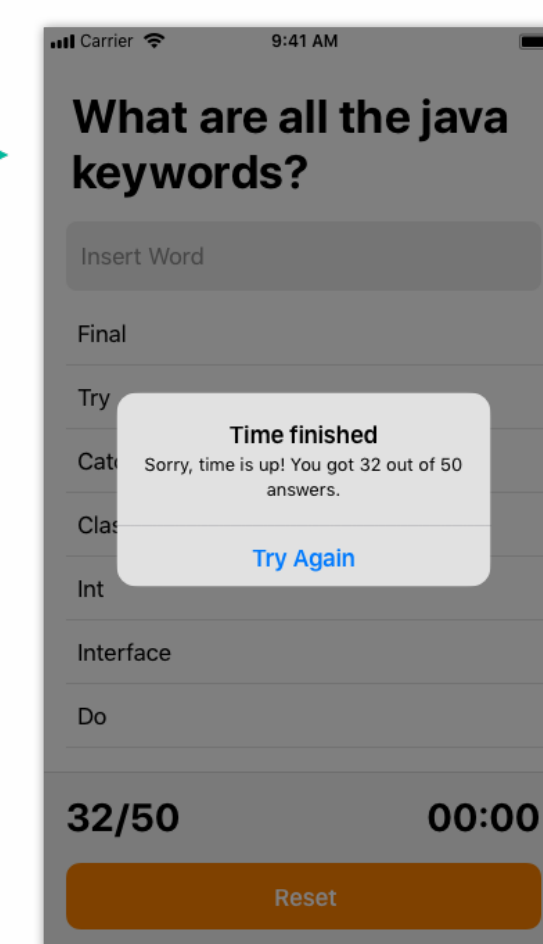 Carrier 9:41 AM
What are all the java
keywords?
Insert Word
Final
Try
Time finished
Sorry, time is up! You got 32 out of 50
answers.
Try Again
Int
Interface
Do
32/50 00:00
Reset